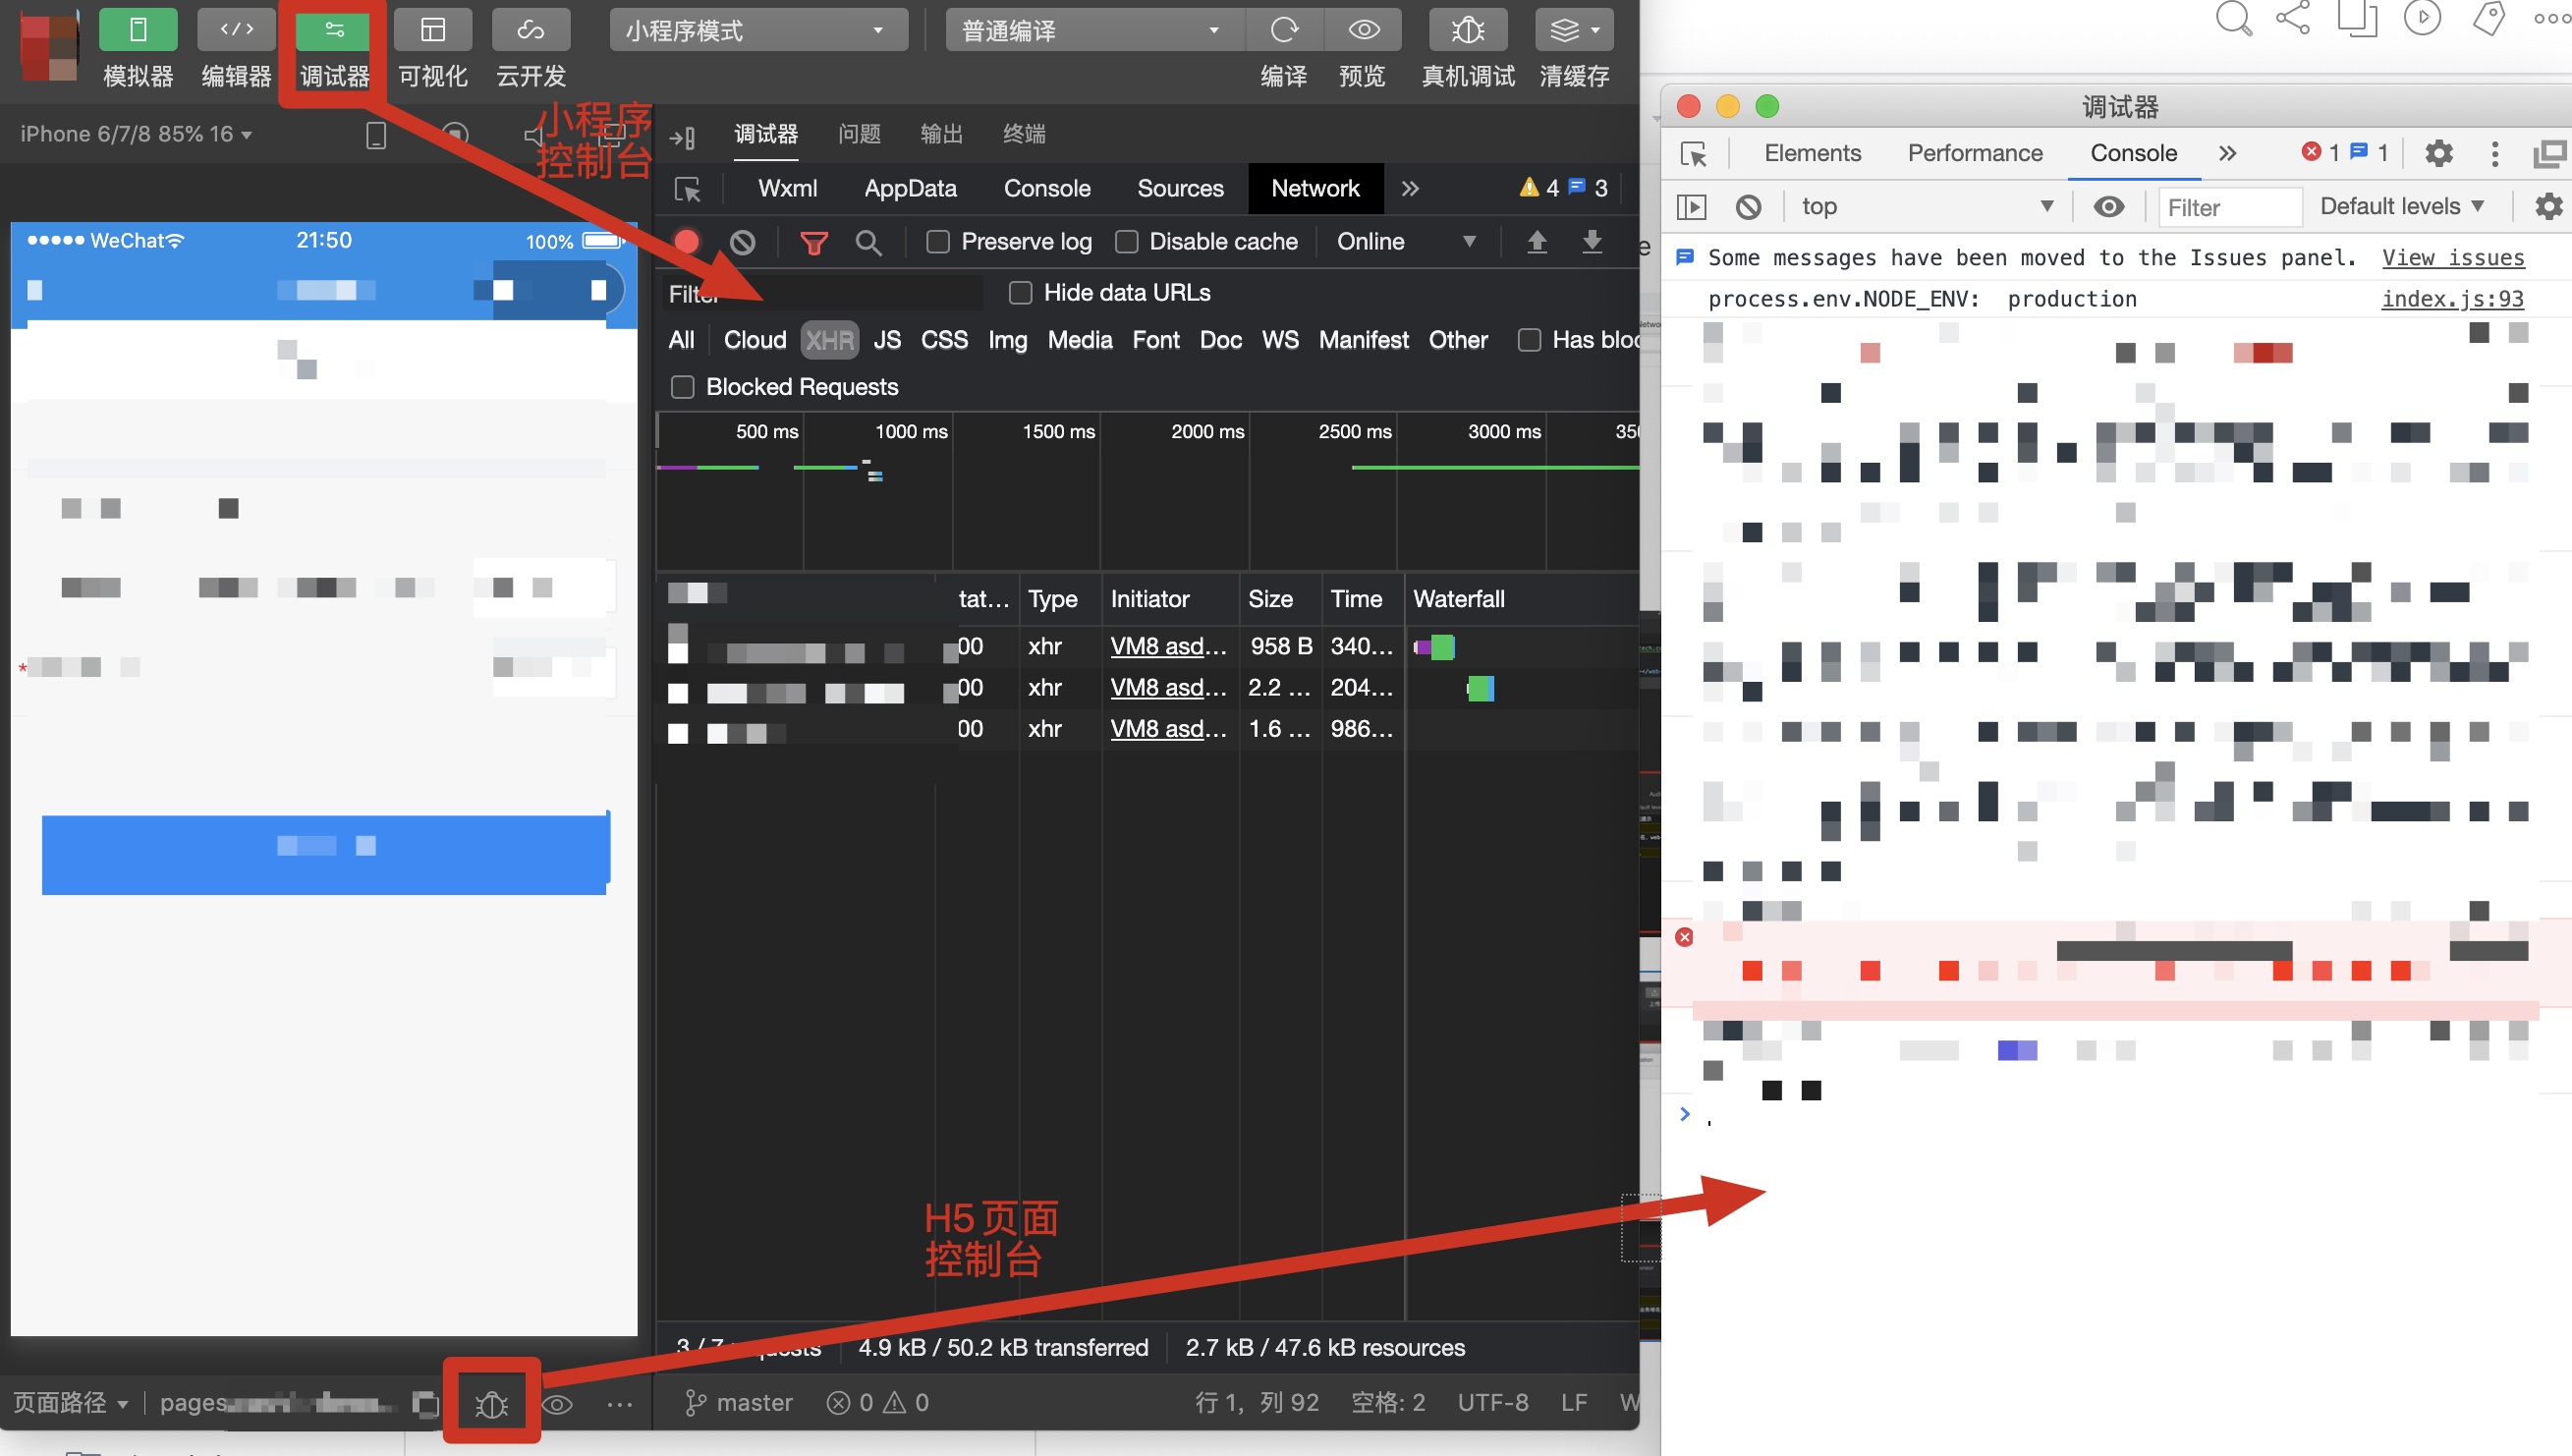 小程序模式
普通编译
模拟器
编辑器
调试器
可视化
云开发
编译
预览
真机调试
清缓存
iPhone 6/7/8 85% 16
小程序
控制台
调试器
问题
输出
终端
Wxml
AppData
Console
Sources
Network
4
3
WeChat
21:50
100%
Preserve log
Disable cache
Online
Filter
Hide data URLs
All
Cloud
XHR
JS
CSS
Img
Media
Font
Doc
WS
Manifest
Other
Has bloc
Blocked Requests
500 ms
1000 ms
1500 ms
2000 ms
2500 ms
3000 ms
350
tat...
Type
Initiator
Size
Time
Waterfall
00
xhr
VM8 asd...
958 B
340...
00
xhr
VM8 asd...
2.2 ...
204...
00
xhr
VM8 asd...
1.6 ...
986...
*
H5 页面
控制台
4.9 kB / 50.2 kB transferred
2.7 kB / 47.6 kB resources
页面路径
pages
master
0
0
行 1, 列 92
空格: 2
UTF-8
LF
W
调试器
Elements
Performance
Console
1
1
top
Filter
Default levels
Some messages have been moved to the Issues panel.
View issues
process.env.NODE_ENV: production
index.js:93